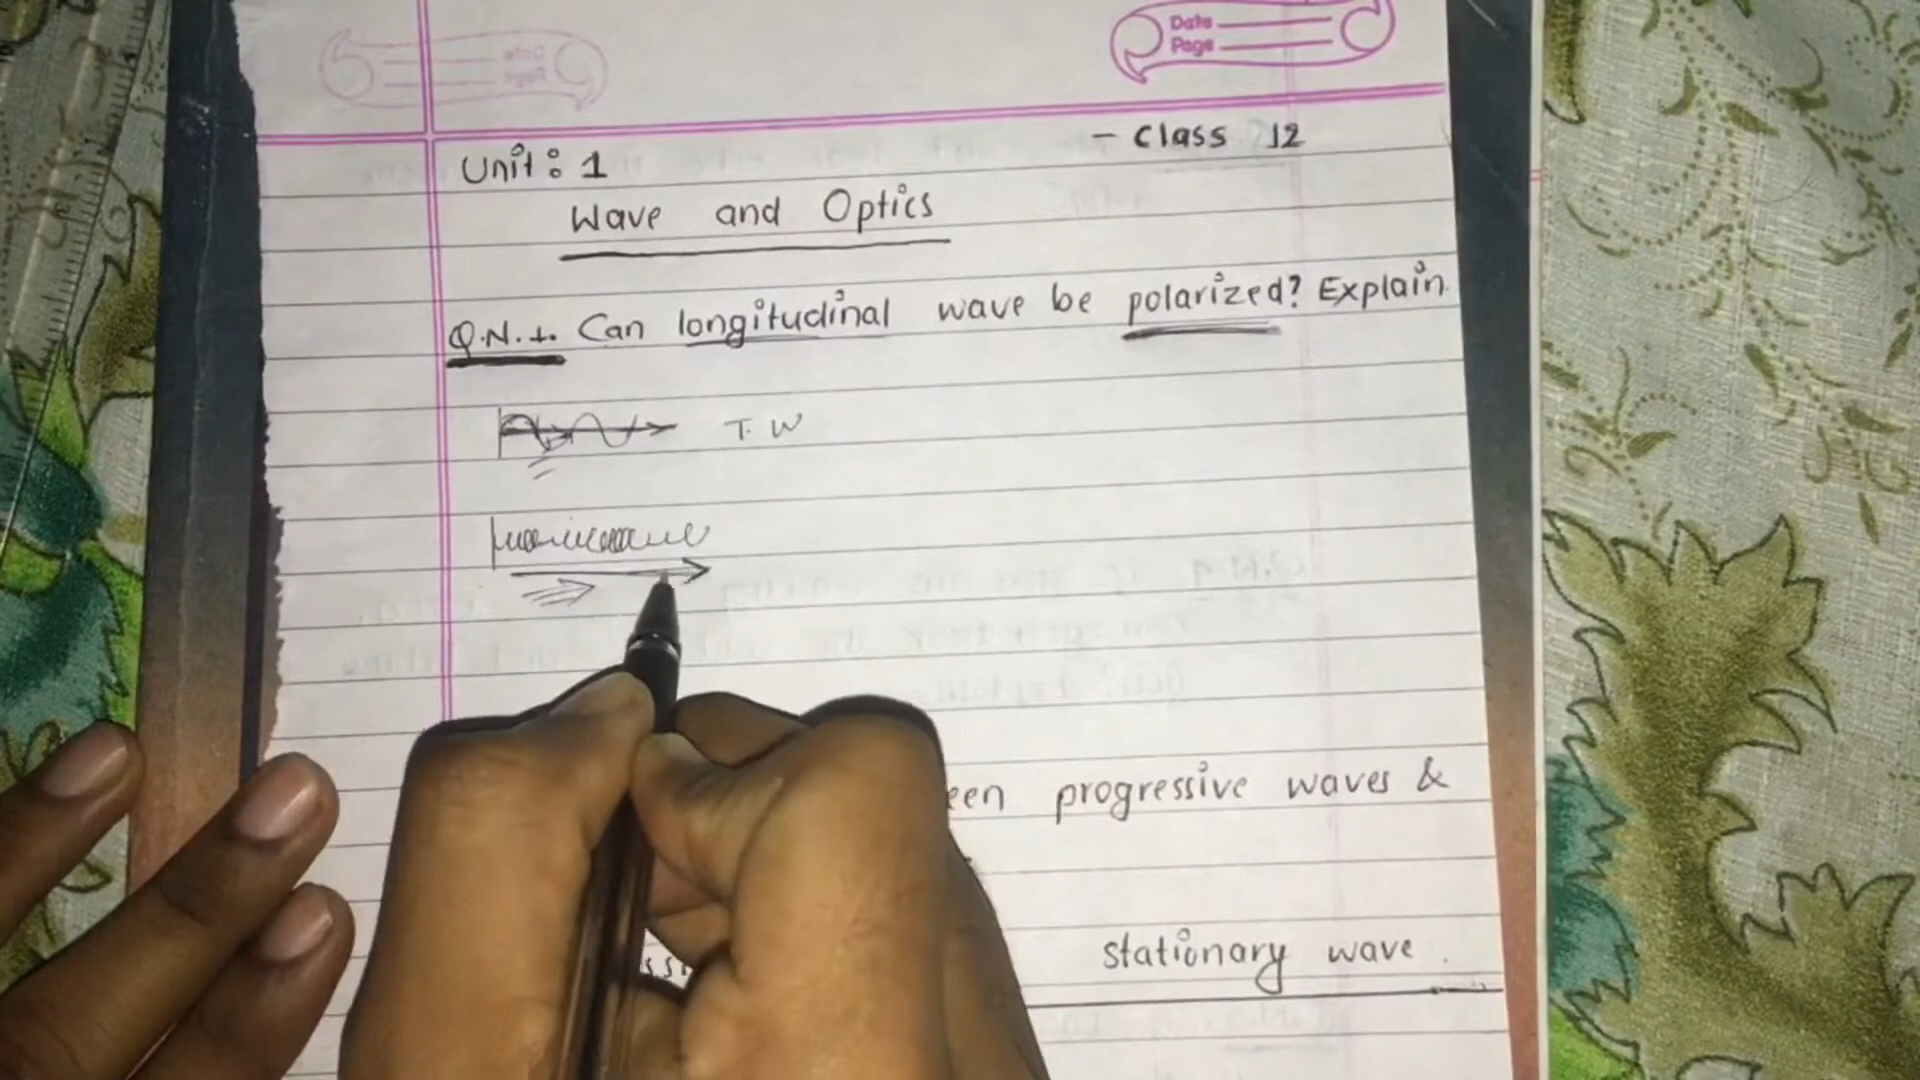 Date
Page
- Class 12
Unit: 1
Wave and Optics
Q.N.1. Can longitudinal wave be polarized? Explain
T. W
een progressive waves &
stationary wave.